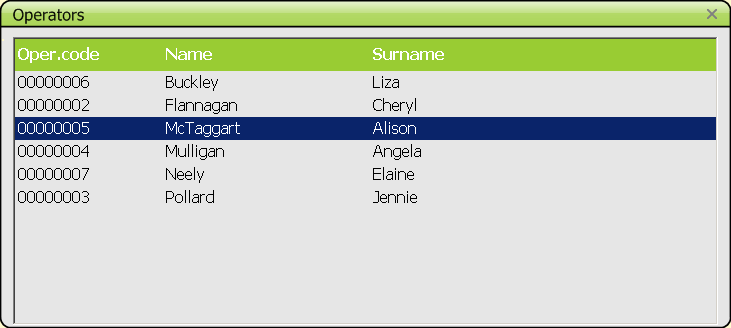 Operators
Oper.code Name Surname
00000006 Buckley Liza
00000002 Flannagan Cheryl
00000005 McTaggart Alison
00000004 Mulligan Angela
00000007 Neely Elaine
00000003 Pollard Jennie